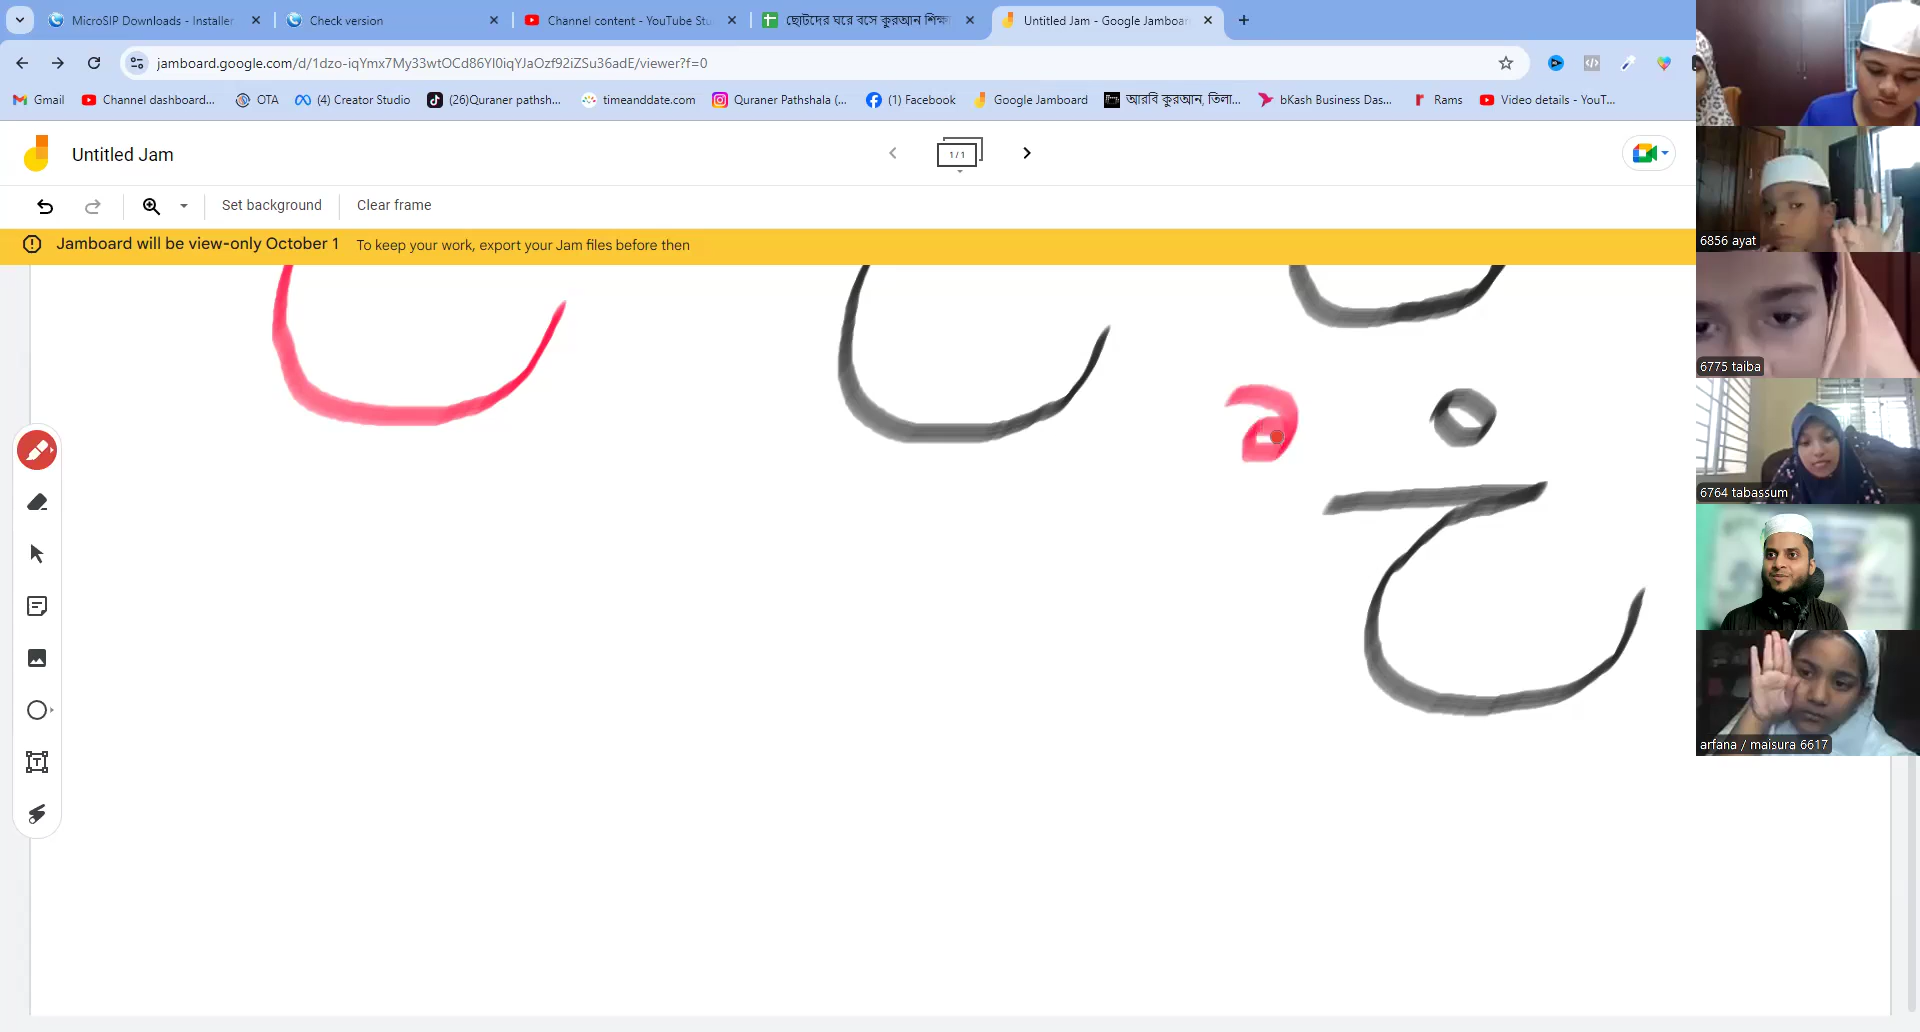 MicroSIP Downloads - Installer
Check version
Channel content - YouTube Stu
ছোটদের ঘরে বসে কুরআন শিক্ষা
Untitled Jam - Google Jamboar
jamboard.google.com/d/1dzo-iqYmx7My33wtOCd86Yl0iqYJaOzf92iZSu36adE/viewer?f=0
Gmail
Channel dashboard...
OTA
(4) Creator Studio
(26)Quraner pathsh...
timeanddate.com
Quraner Pathshala (...
(1) Facebook
Google Jamboard
আরবি কুরআন, তিলা...
bKash Business Das...
Rams
Video details - YouT...
Untitled Jam
1/1
Set background
Clear frame
Jamboard will be view-only October 1 To keep your work, export your Jam files before then
خ
6856 ayat
6775 taiba
6764 tabassum
arfana / maisura 6617